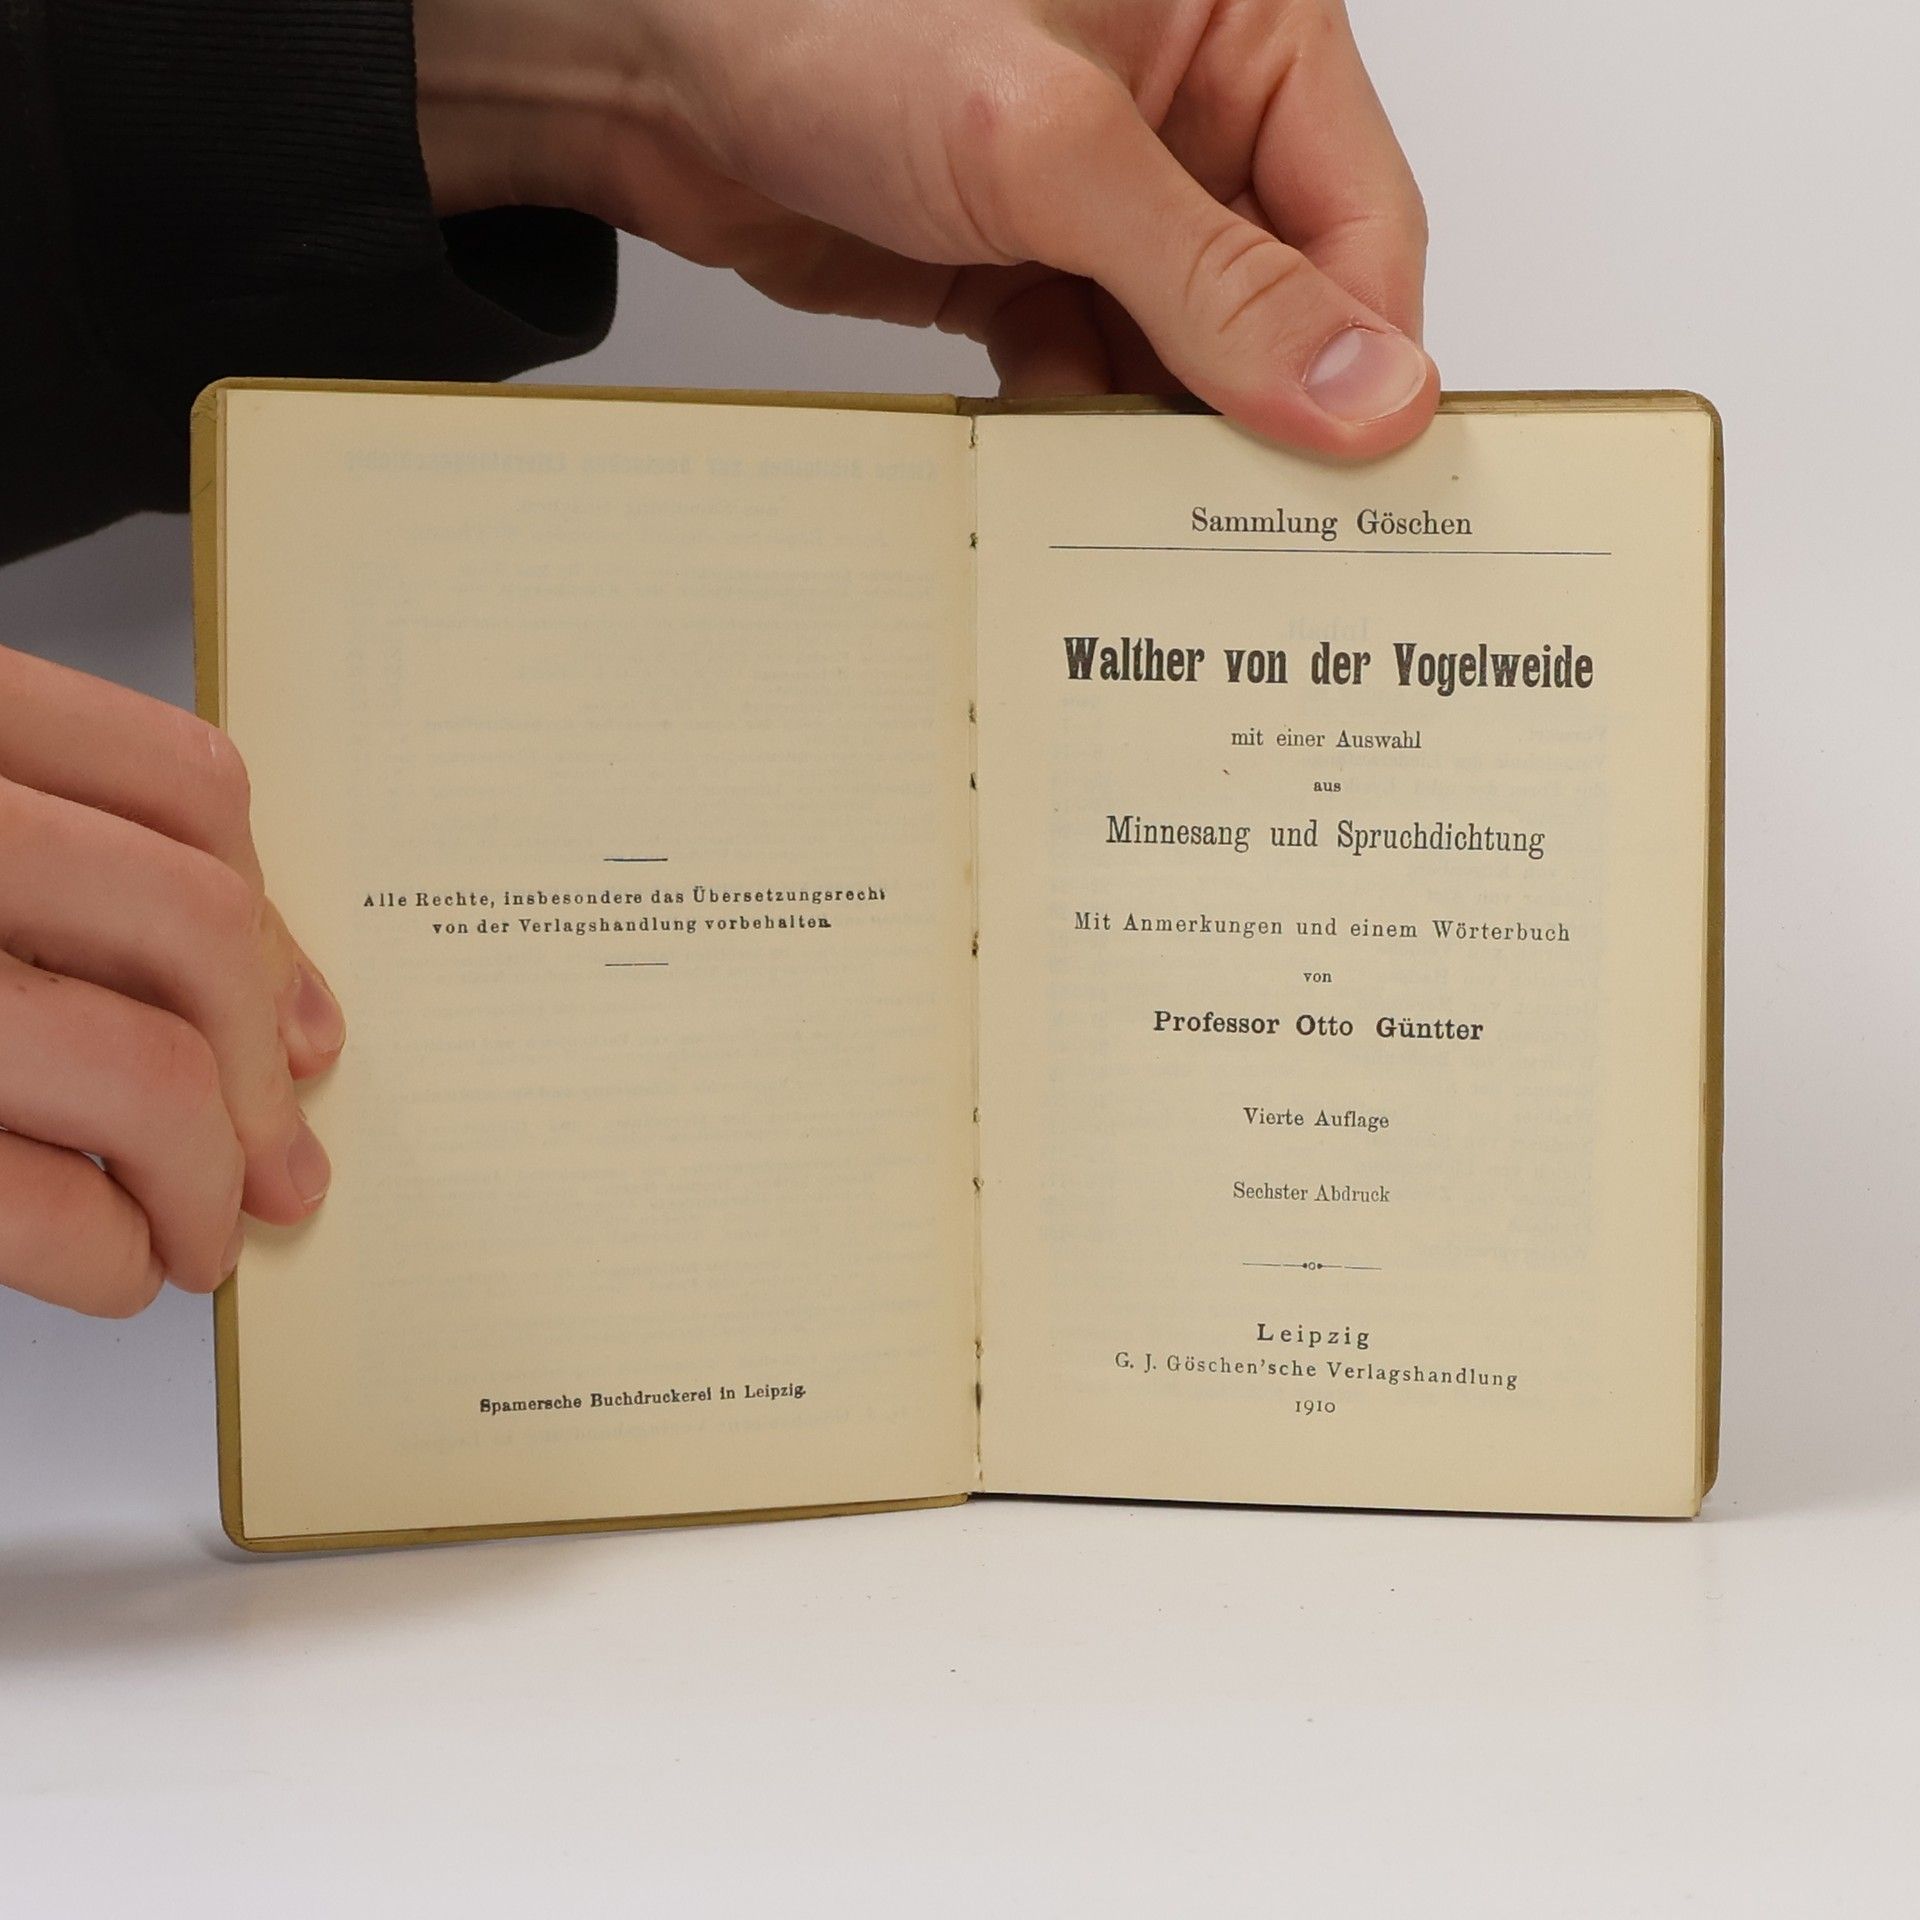 Alle Rechte, insbesondere das Übersetzungsrecht
von der Verlagshandlung vorbehalten.
Spamersche Buchdruckerei in Leipzig.
Sammlung Göschen
Walther von der Vogelweide
mit einer Auswahl
aus
Minnesang und Spruchdichtung
Mit Anmerkungen und einem Wörterbuch
von
Professor Otto Güntter
Vierte Auflage
Sechster Abdruck
Leipzig
G. J. Göschen'sche Verlagshandlung
1910